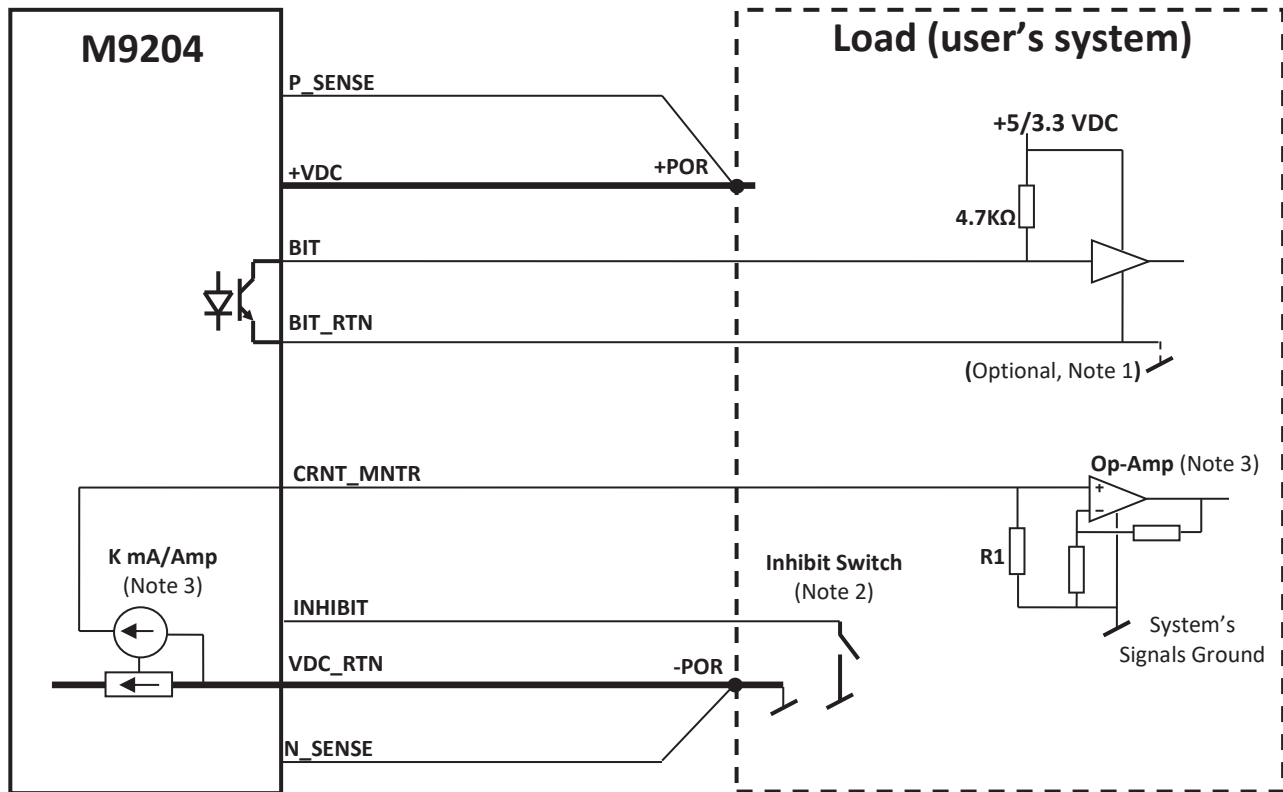 M9204
Load (user's system)
P_SENSE
+5/3.3 VDC
+VDC
+POR
4.7KΩ
BIT
BIT_RTN
(Optional, Note 1)
CRNT_MNTR
Op-Amp (Note 3)
+
−
K mA/Amp
(Note 3)
R1
Inhibit Switch
(Note 2)
INHIBIT
System's
Signals Ground
VDC_RTN
-POR
N_SENSE